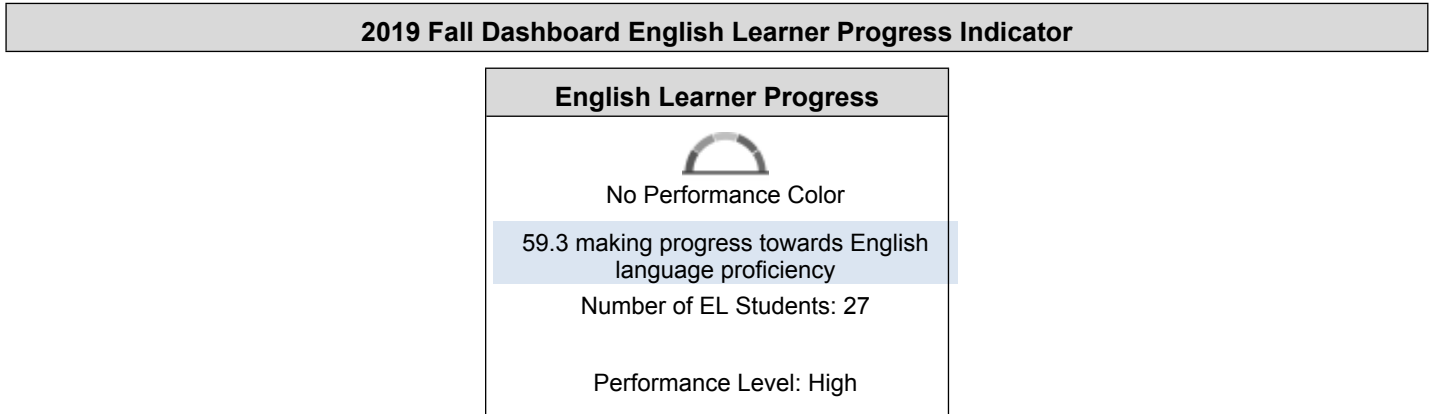 2019 Fall Dashboard English Learner Progress Indicator
English Learner Progress
No Performance Color
59.3 making progress towards English
language proficiency
Number of EL Students: 27
Performance Level: High